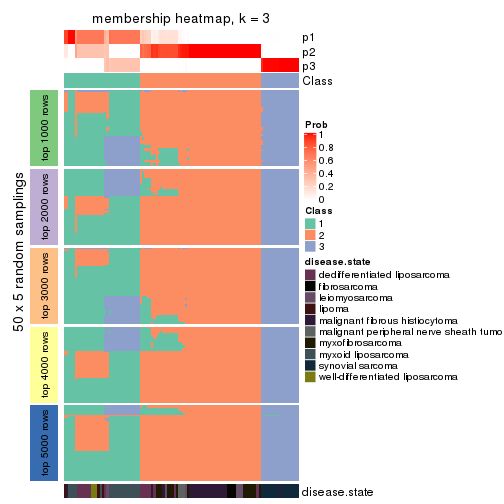 membership heatmap, k = 3
p1
p2
p3
Class
50 x 5 random samplings
top 1000 rows
top 2000 rows
top 3000 rows
top 4000 rows
top 5000 rows
Prob
1
0.8
0.6
0.4
0.2
0
Class
1
2
3
disease.state
dedifferentiated liposarcoma
fibrosarcoma
leiomyosarcoma
lipoma
malignant fibrous histiocytoma
malignant peripheral nerve sheath tumo
myxofibrosarcoma
myxoid liposarcoma
synovial sarcoma
well-differentiated liposarcoma
disease.state